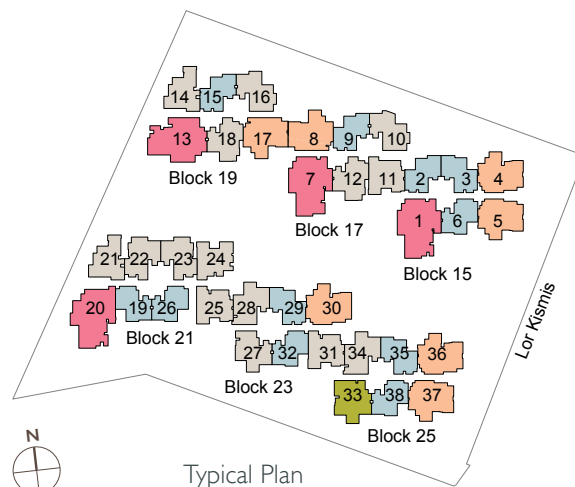 14 15 16
13 18 17 8 9 10
Block 19
7 12 11 2 3 4
Block 17
1 6 5
Block 15
21 22 23 24
20 19 26 25 28 29 30
Block 21
27 32 31 34 35 36
Block 23
33 38 37
Block 25
Lor Kismis
N
Typical Plan